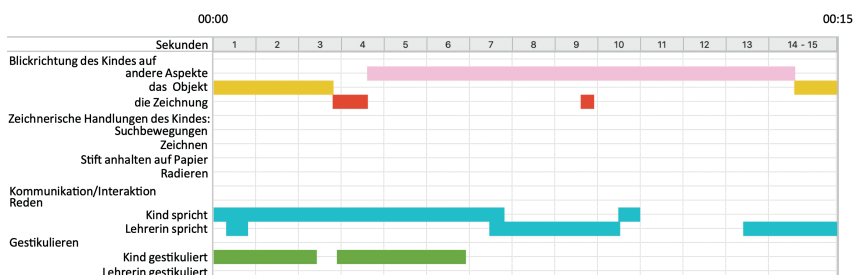 00:00 00:15
Sekunden 1 2 3 4 5 6 7 8 9 10 11 12 13 14 - 15
Blickrichtung des Kindes auf
andere Aspekte
das Objekt
die Zeichnung
Zeichnerische Handlungen des Kindes:
Suchbewegungen
Zeichnen
Stift anhalten auf Papier
Radieren
Kommunikation/Interaktion
Reden
Kind spricht
Lehrerin spricht
Gestikulieren
Kind gestikuliert
Lehrerin gestikuliert